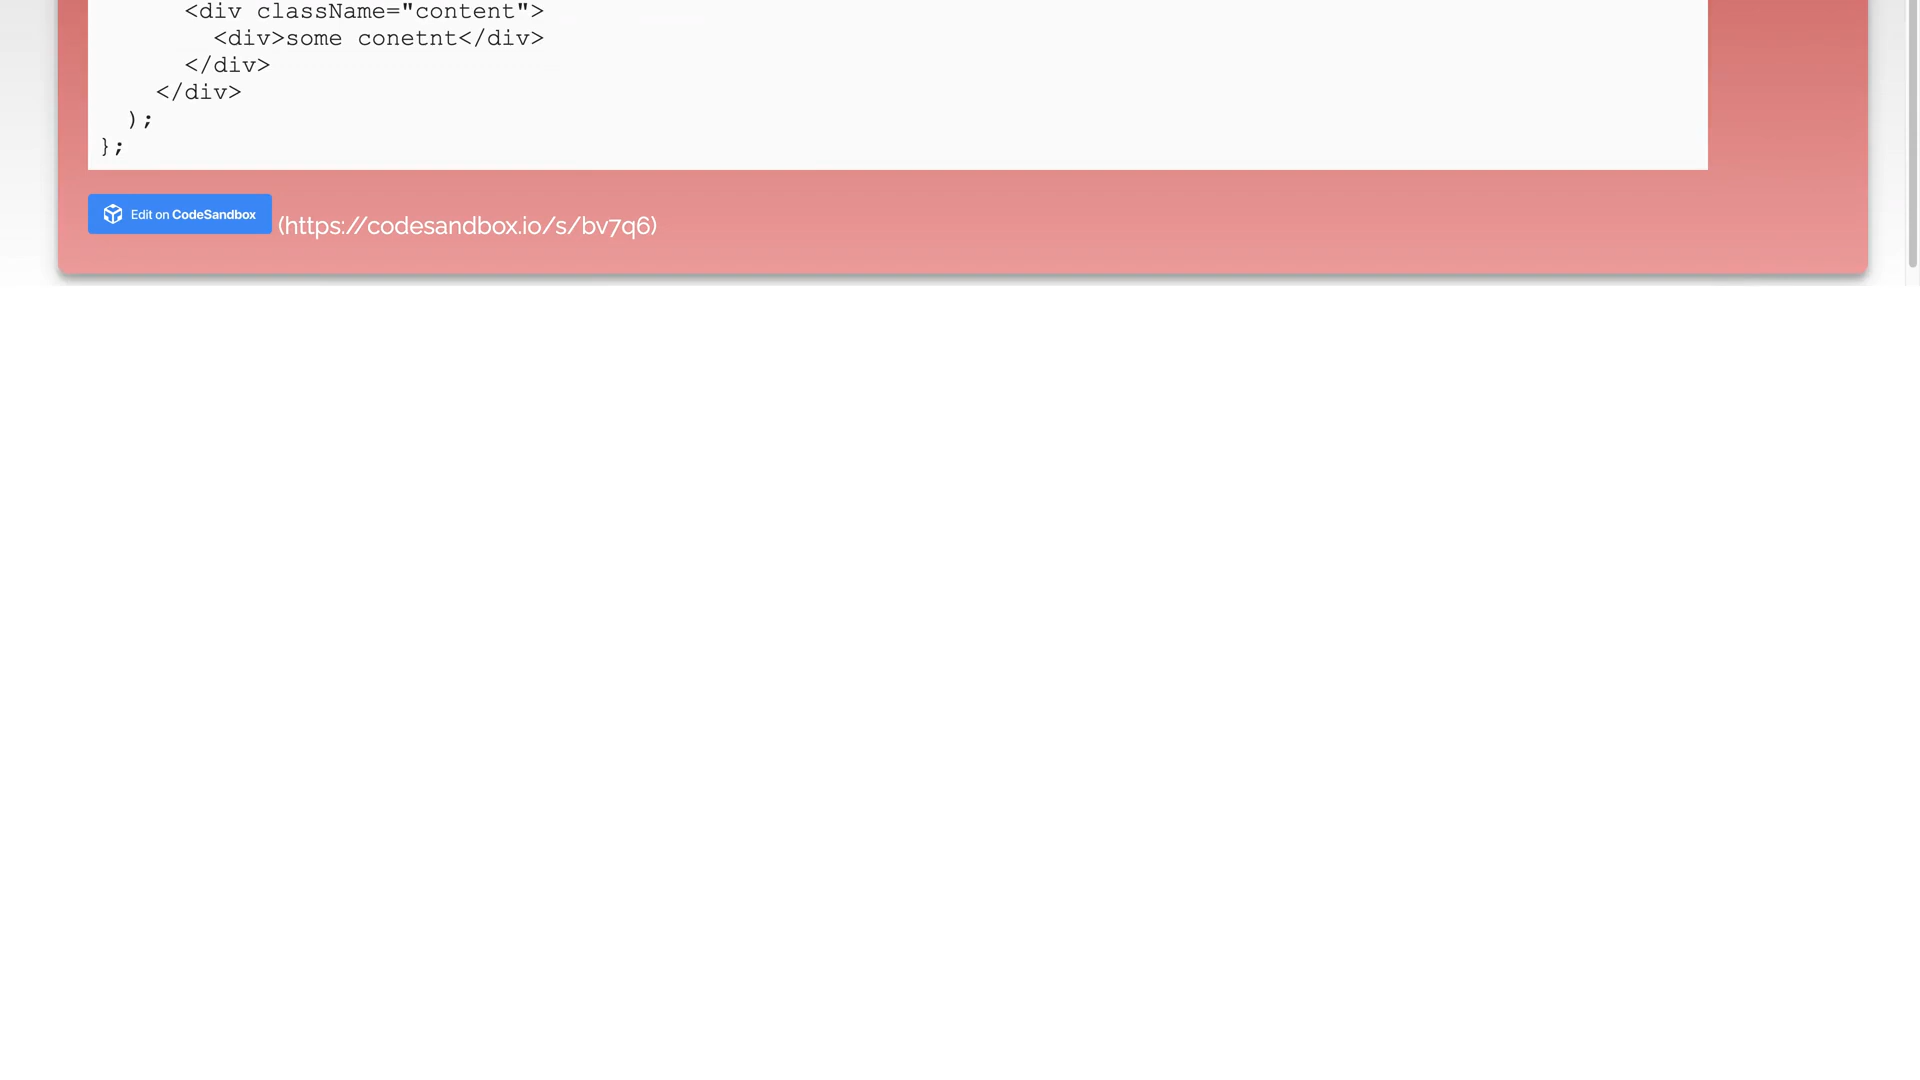 <div className="content">
<div>some conetnt</div>
</div>
</div>
);
};
Edit on CodeSandbox (https://codesandbox.io/s/bv7q6)